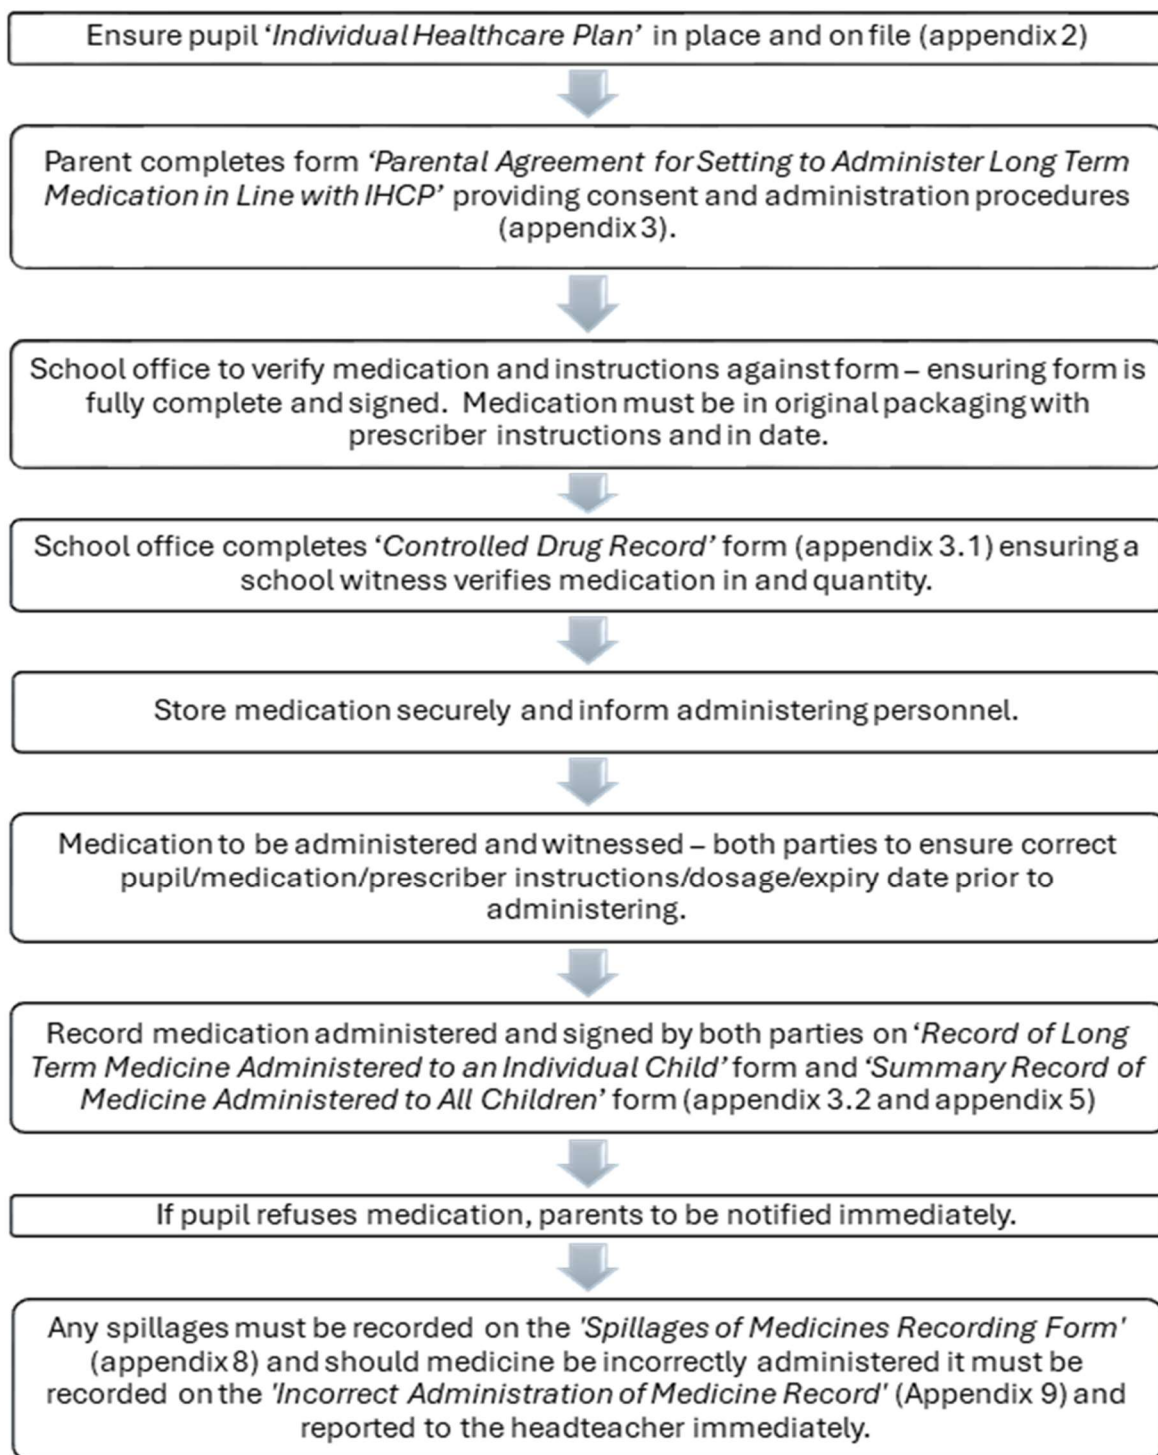 Ensure pupil ‘Individual Healthcare Plan’ in place and on file (appendix 2)
Parent completes form ‘Parental Agreement for Setting to Administer Long Term
Medication in Line with IHCP’ providing consent and administration procedures
(appendix 3).
School office to verify medication and instructions against form – ensuring form is
fully complete and signed. Medication must be in original packaging with
prescriber instructions and in date.
School office completes ‘Controlled Drug Record’ form (appendix 3.1) ensuring a
school witness verifies medication in and quantity.
Store medication securely and inform administering personnel.
Medication to be administered and witnessed – both parties to ensure correct
pupil/medication/prescriber instructions/dosage/expiry date prior to
administering.
Record medication administered and signed by both parties on ‘Record of Long
Term Medicine Administered to an Individual Child’ form and ‘Summary Record of
Medicine Administered to All Children’ form (appendix 3.2 and appendix 5)
If pupil refuses medication, parents to be notified immediately.
Any spillages must be recorded on the 'Spillages of Medicines Recording Form'
(appendix 8) and should medicine be incorrectly administered it must be
recorded on the 'Incorrect Administration of Medicine Record' (Appendix 9) and
reported to the headteacher immediately.